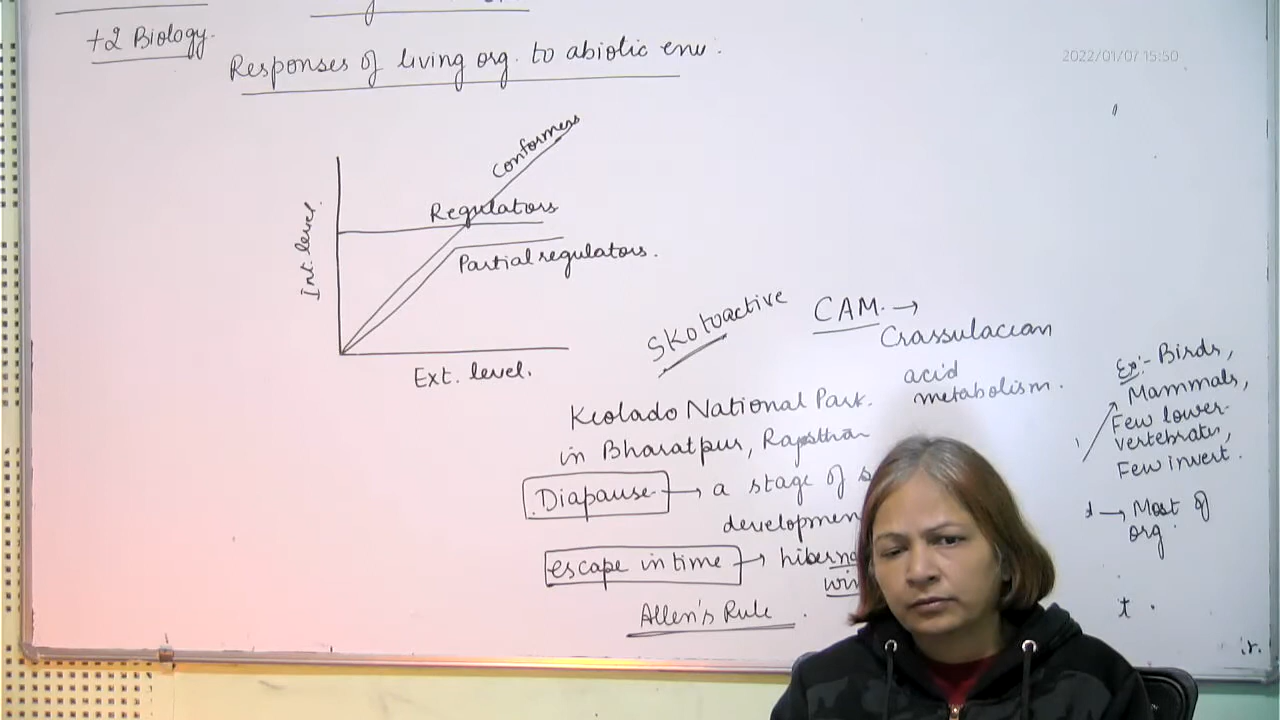 +2 Biology.
2022/01/07 15:50
Responses of living org. to abiotic env.
Conformers
Regulators
Partial regulators.
Int. level.
Ext. level.
Skotoactive
CAM. →
Crassulacian
acid
metabolism.
Keolado National Park.
in Bharatpur, Rajsthan
Diapause → a stage of s
developmen
escape in time → hiberna
win
Allen's Rule.
Ex:- Birds,
Mammals,
Few lower
vertebrates,
Few invert.
→ Most of
org.
t.